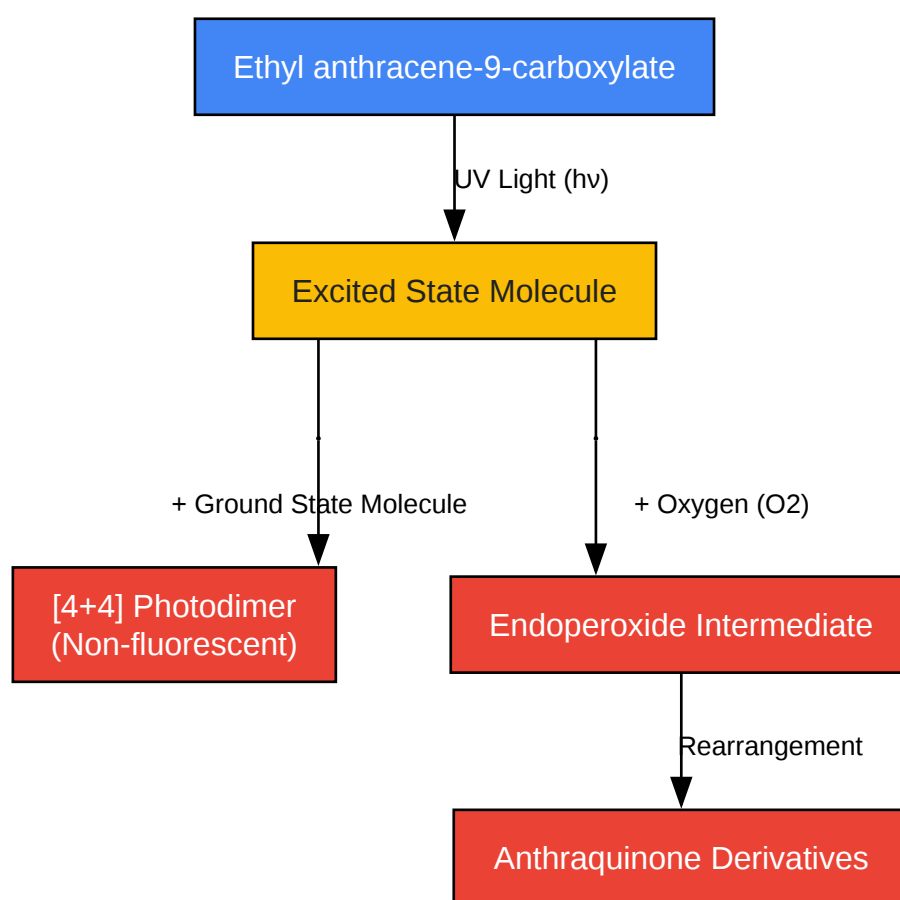 Ethyl anthracene-9-carboxylate
UV Light (hν)
Excited State Molecule
+ Ground State Molecule
+ Oxygen (O2)
[4+4] Photodimer
(Non-fluorescent)
Endoperoxide Intermediate
Rearrangement
Anthraquinone Derivatives